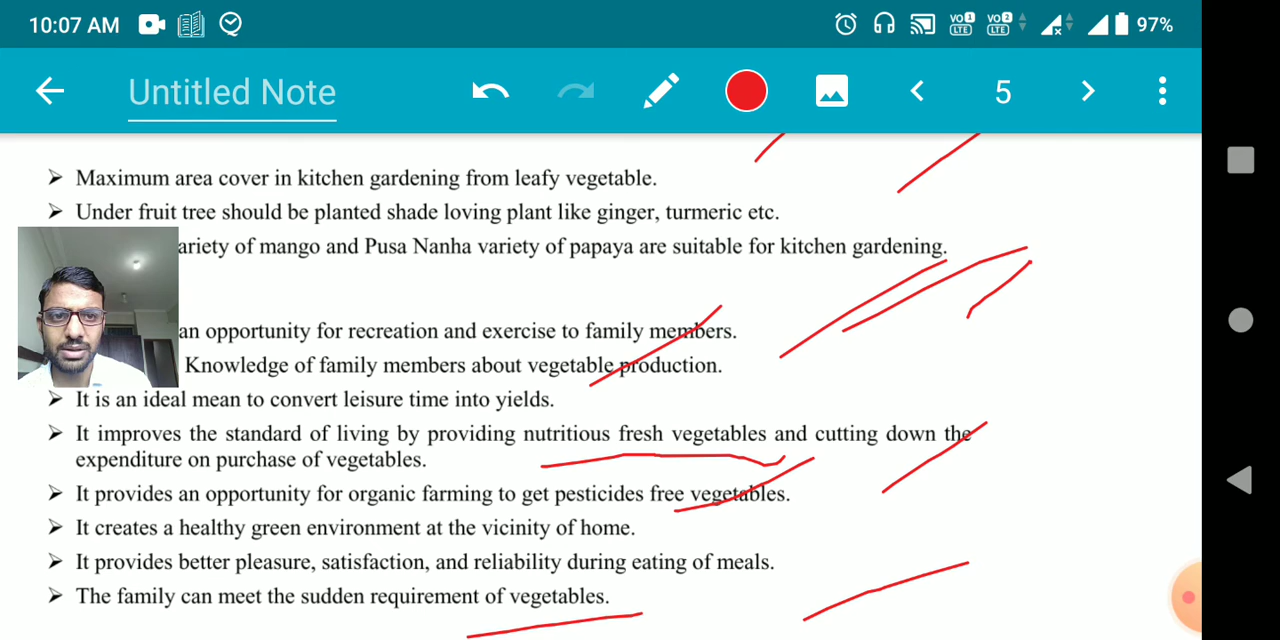 10:07 AM
VO 1 LTE
VO 2 LTE
97%
Untitled Note
5
➤ Maximum area cover in kitchen gardening from leafy vegetable.
➤ Under fruit tree should be planted shade loving plant like ginger, turmeric etc.
ariety of mango and Pusa Nanha variety of papaya are suitable for kitchen gardening.
an opportunity for recreation and exercise to family members.
Knowledge of family members about vegetable production.
➤ It is an ideal mean to convert leisure time into yields.
➤ It improves the standard of living by providing nutritious fresh vegetables and cutting down the
expenditure on purchase of vegetables.
➤ It provides an opportunity for organic farming to get pesticides free vegetables.
➤ It creates a healthy green environment at the vicinity of home.
➤ It provides better pleasure, satisfaction, and reliability during eating of meals.
➤ The family can meet the sudden requirement of vegetables.